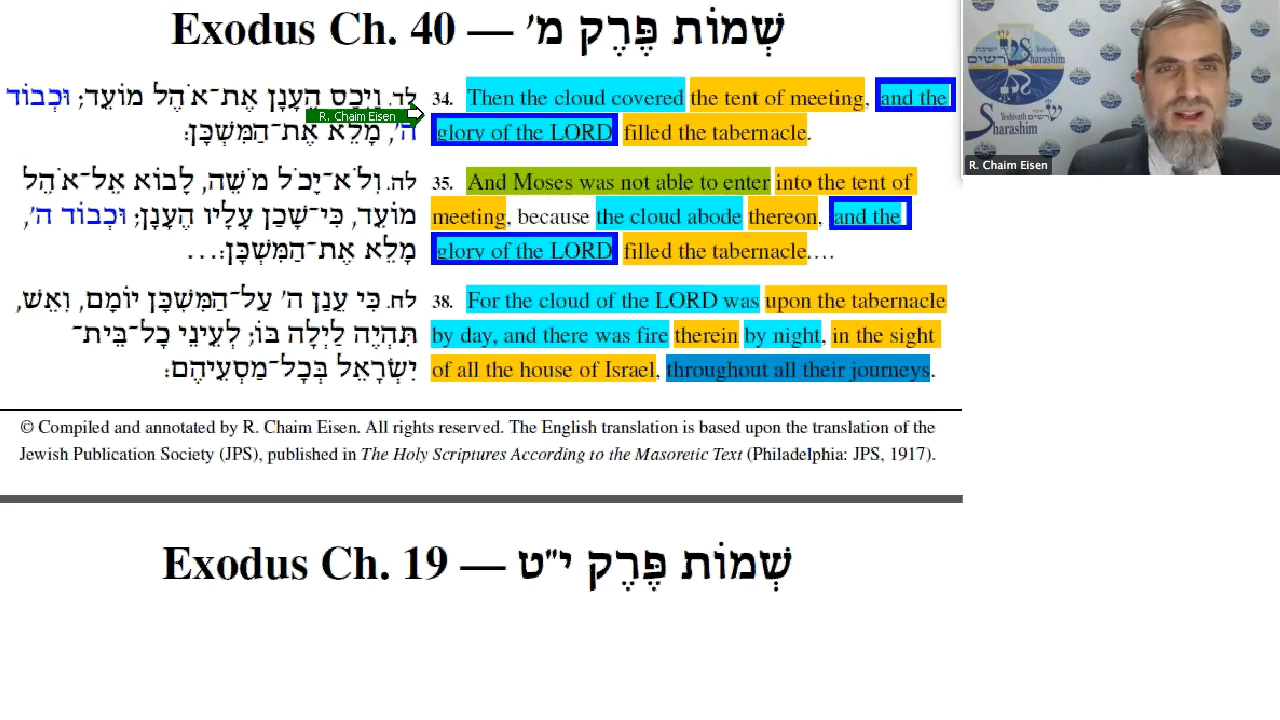 Exodus Ch. 40 — שְׁמוֹת פֶּרֶק מ׳
לד. וַיְכַס הֶעָנָן אֶת־אֹהֶל מוֹעֵד; וּכְבוֹד
ה׳, מָלֵא אֶת־הַמִּשְׁכָּן׃
R. Chaim Eisen
34. Then the cloud covered the tent of meeting, and the
glory of the LORD filled the tabernacle.
לה. וְלֹא־יָכֹל מֹשֶׁה, לָבוֹא אֶל־אֹהֶל
מוֹעֵד, כִּי־שָׁכַן עָלָיו הֶעָנָן; וּכְבוֹד ה׳,
מָלֵא אֶת־הַמִּשְׁכָּן׃...
35. And Moses was not able to enter into the tent of
meeting, because the cloud abode thereon, and the
glory of the LORD filled the tabernacle....
לח. כִּי עֲנַן ה׳ עַל־הַמִּשְׁכָּן יוֹמָם, וְאֵשׁ,
תִּהְיֶה לַיְלָה בּוֹ; לְעֵינֵי כָל־בֵּית־
יִשְׂרָאֵל בְּכָל־מַסְעֵיהֶם׃
38. For the cloud of the LORD was upon the tabernacle
by day, and there was fire therein by night, in the sight
of all the house of Israel, throughout all their journeys.
© Compiled and annotated by R. Chaim Eisen. All rights reserved. The English translation is based upon the translation of the
Jewish Publication Society (JPS), published in The Holy Scriptures According to the Masoretic Text (Philadelphia: JPS, 1917).
Exodus Ch. 19 — שְׁמוֹת פֶּרֶק י״ט
ישיבת שרשים
Yeshivath
Sharashim
R. Chaim Eisen